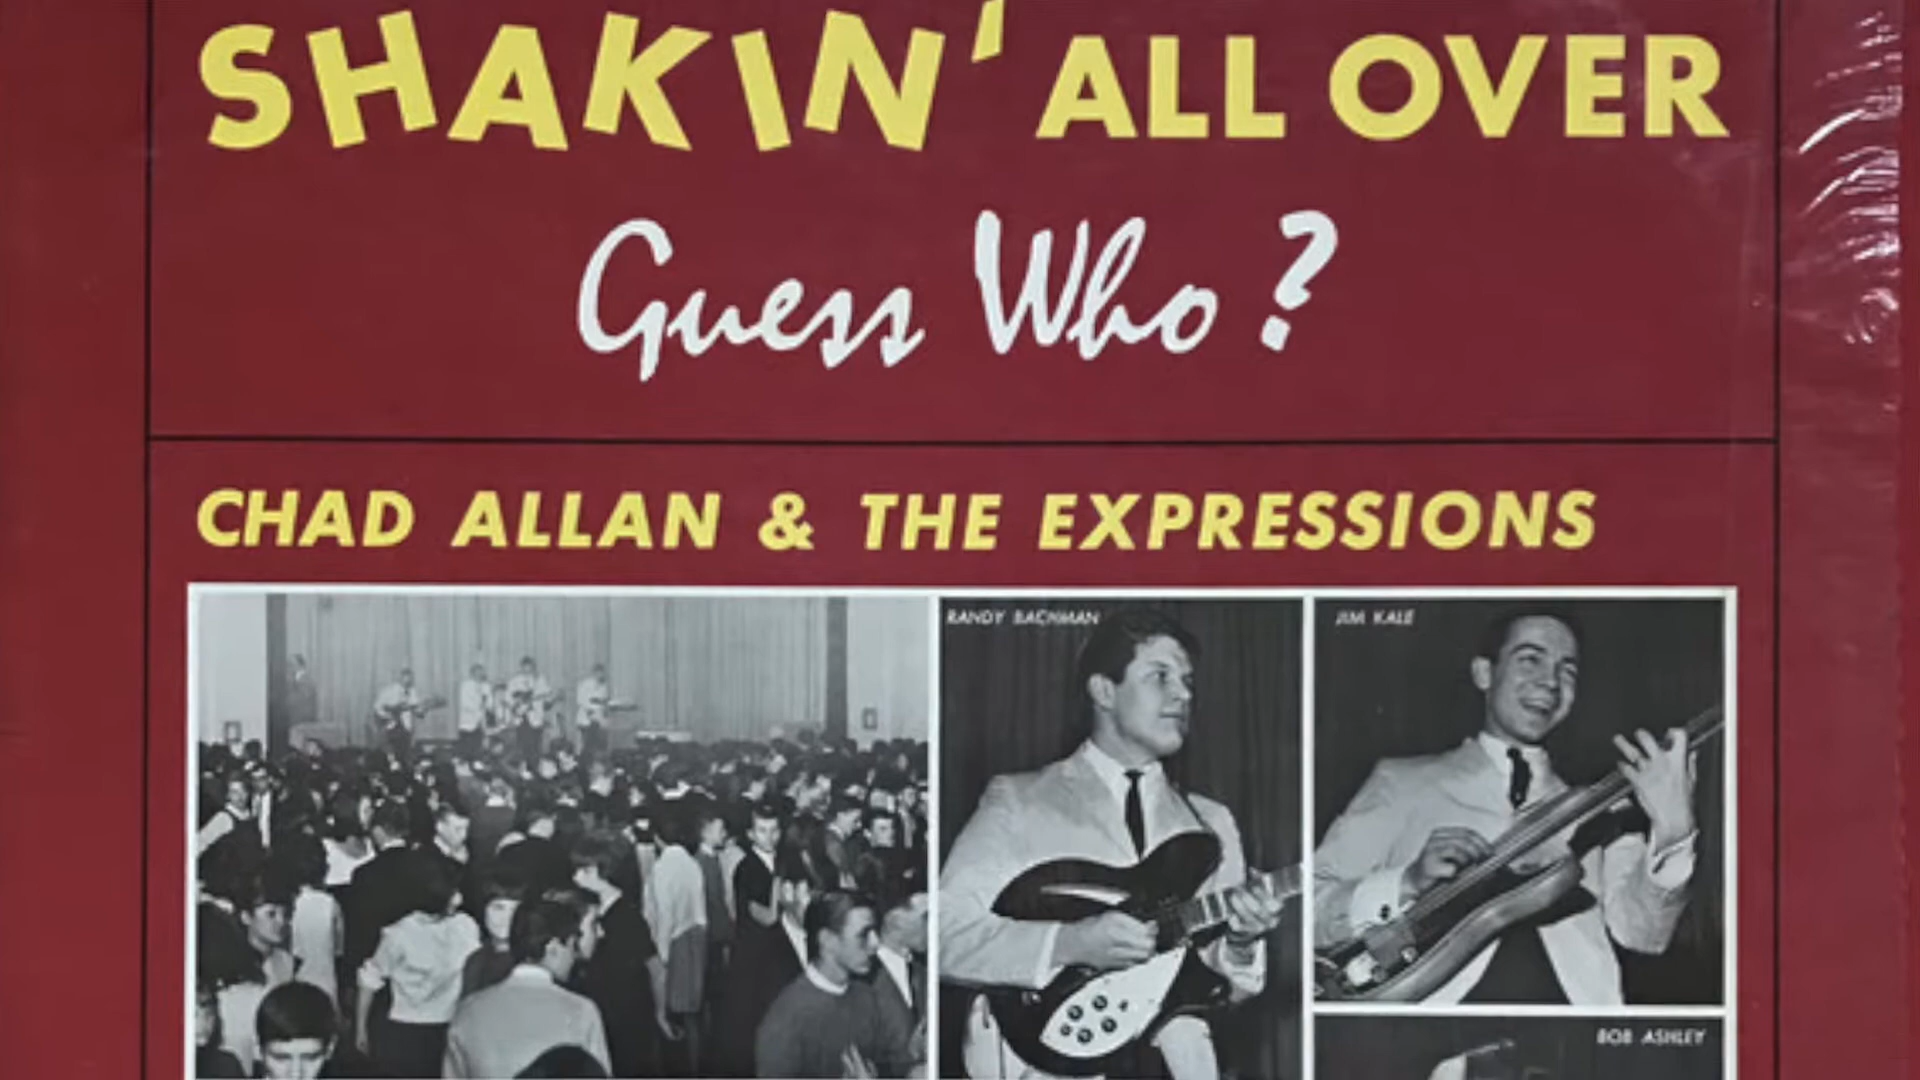 SHAKIN' ALL OVER
Guess Who?
CHAD ALLAN & THE EXPRESSIONS
RANDY BACHMAN
JIM KALE
BOB ASHLEY